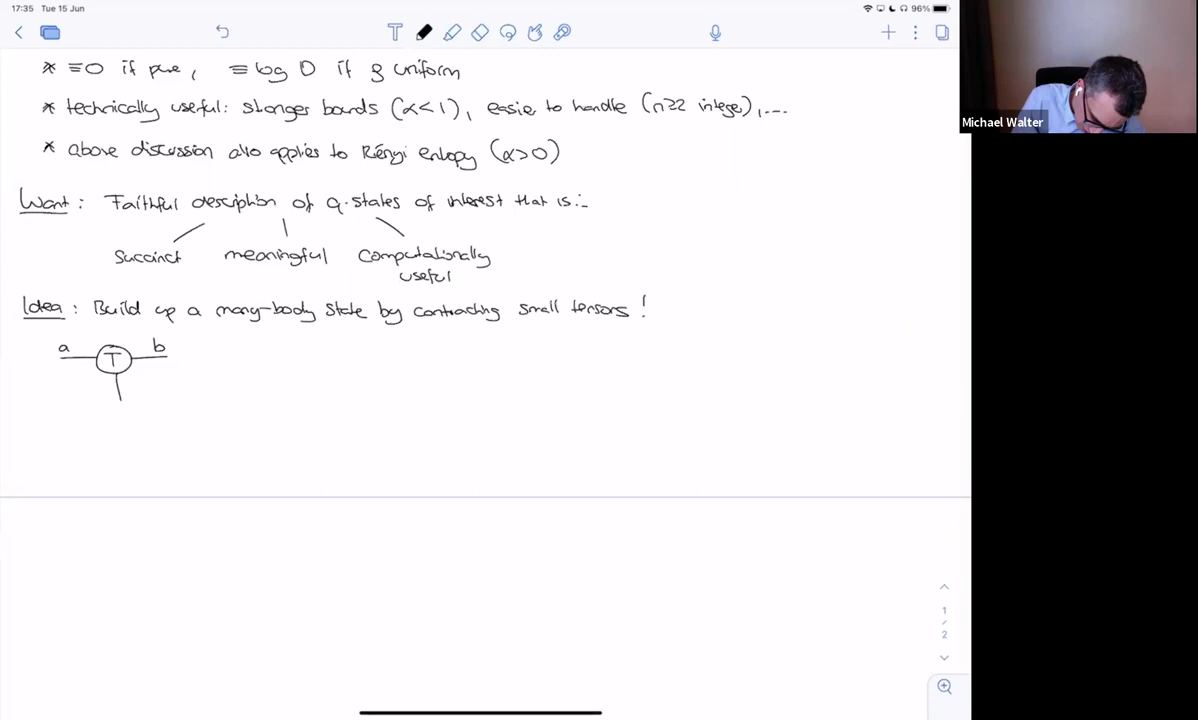 17:35 Tue 15 Jun
96%
* ≡0 if pure, ≡ log D if ρ uniform
* technically useful: stronger bounds (α<1), easier to handle (n≥2 integer),...
* above discussion also applies to Rényi entropy (α>0)
Want: Faithful description of q. states of interest that is:
Succinct meaningful computationally
useful
Idea: Build up a many-body state by contracting small tensors!
a T b
1
/
2
Michael Walter